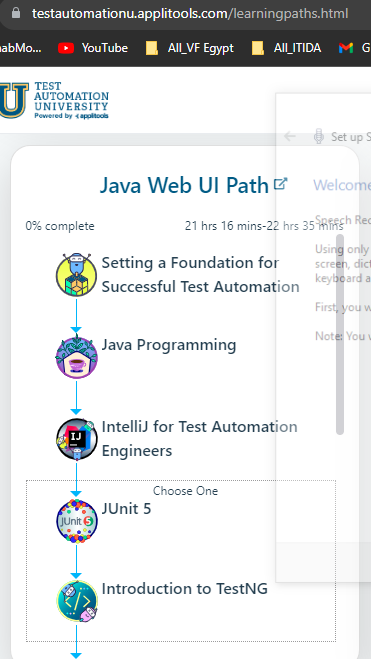 testautomationu.applitools.com/learningpaths.html
abMo...
YouTube
All_VF Egypt
All_ITIDA
G
TEST
AUTOMATION
UNIVERSITY
Powered by applitools
Set up S
Java Web UI Path
Welcome
0% complete
21 hrs 16 mins-22 hrs 35 mins
Speech Rec
Using only
screen, dict
keyboard a
First, you w
Note: You w
Setting a Foundation for
Successful Test Automation
Java Programming
IntelliJ for Test Automation
Engineers
IJ
Choose One
JUnit 5
JUnit 5
Introduction to TestNG